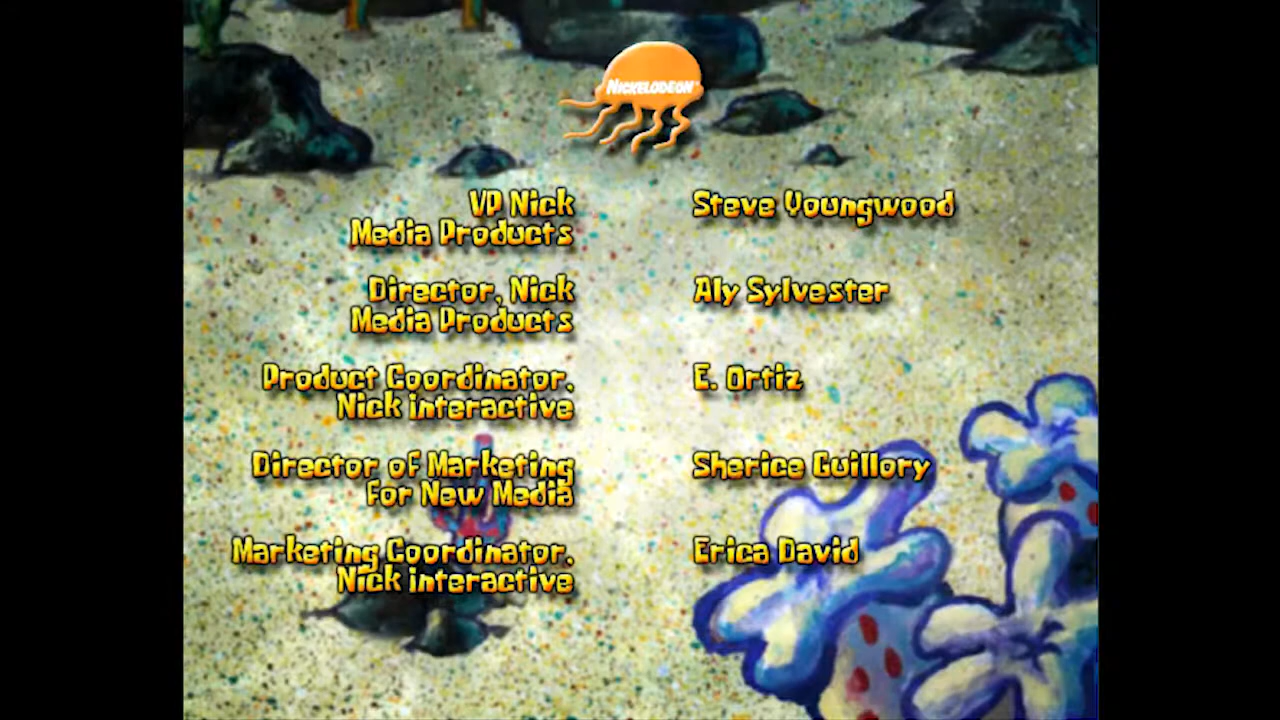 NICKELODEON
VP Nick
Media Products
Steve Youngwood
Director, Nick
Media Products
Aly Sylvester
Product Coordinator,
Nick interactive
E. Ortiz
Director of Marketing
For New Media
Sherice Guillory
Marketing Coordinator,
Nick interactive
Erica David